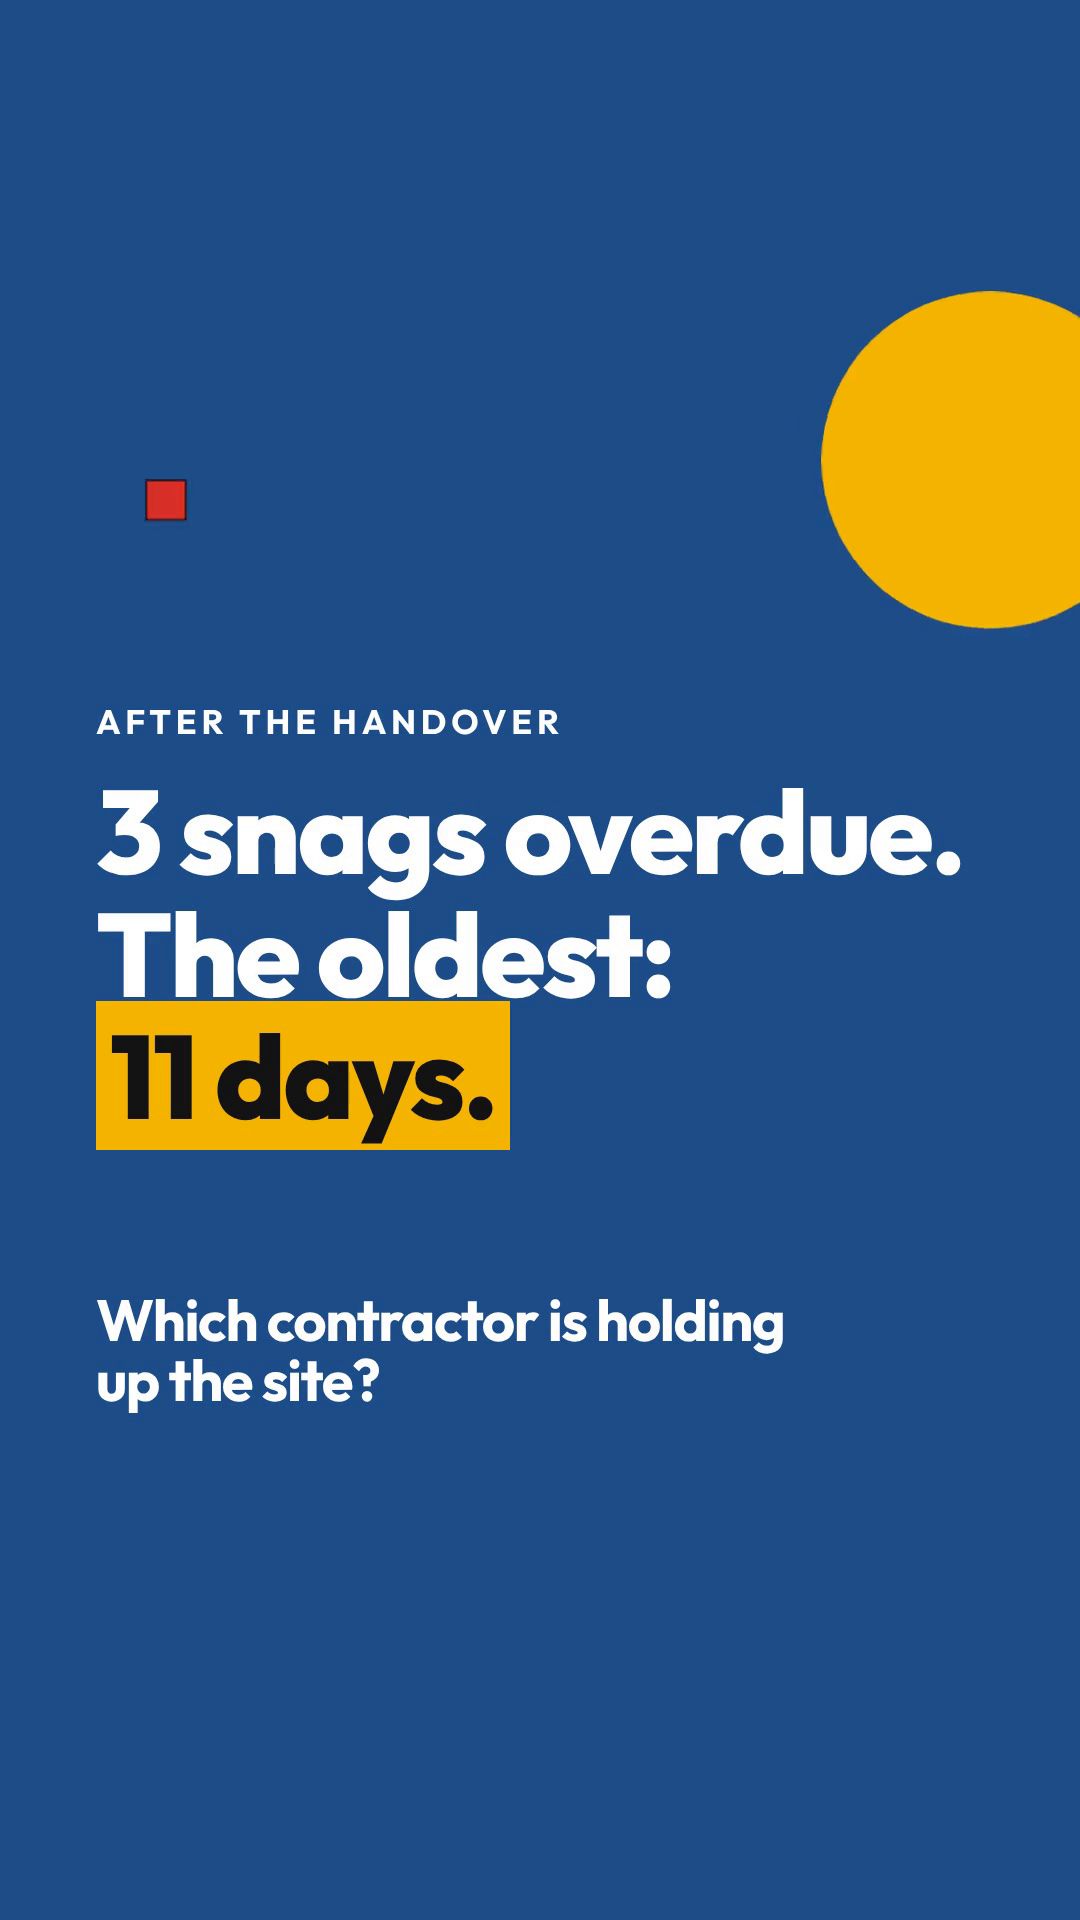 AFTER THE HANDOVER
3 snags overdue.
The oldest:
11 days.
Which contractor is holding
up the site?